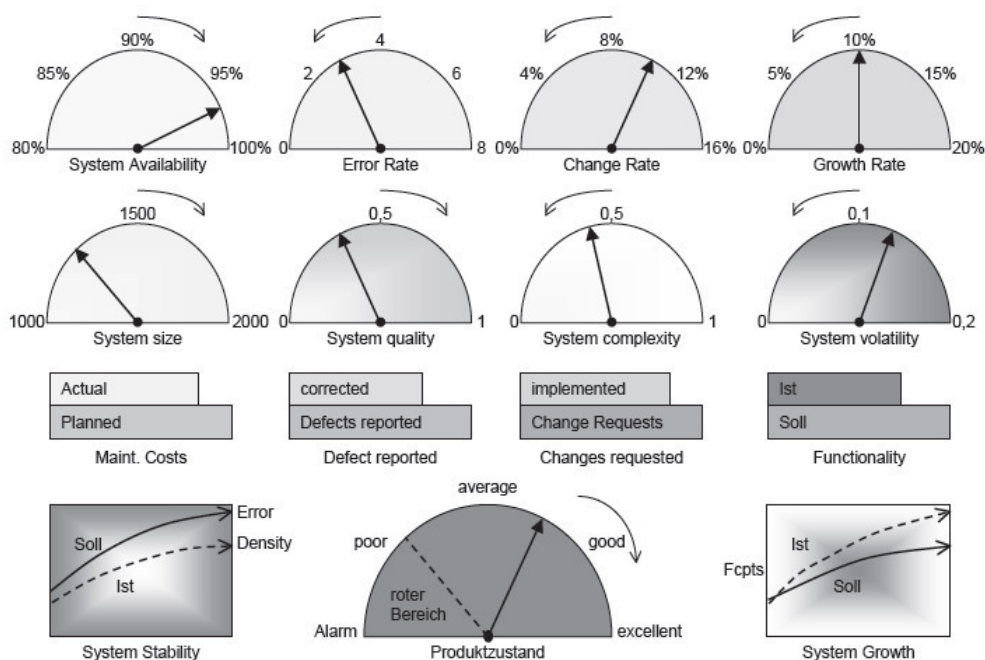 90%
85%
95%
80%
100%
System Availability
4
2
6
0
8
Error Rate
8%
4%
12%
0%
16%
Change Rate
10%
5%
15%
0%
20%
Growth Rate
1500
1000
2000
System size
0,5
0
1
System quality
0,5
0
1
System complexity
0,1
0
0,2
System volatility
Actual
Planned
Maint. Costs
corrected
Defects reported
Defect reported
implemented
Change Requests
Changes requested
Ist
Soll
Functionality
Error
Soll
Density
Ist
System Stability
average
poor
good
roter
Bereich
Alarm
excellent
Produktzustand
Ist
Fcpts
Soll
System Growth